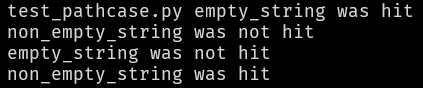 test_pathcase.py empty_string was hit
non_empty_string was not hit
empty_string was not hit
non_empty_string was hit